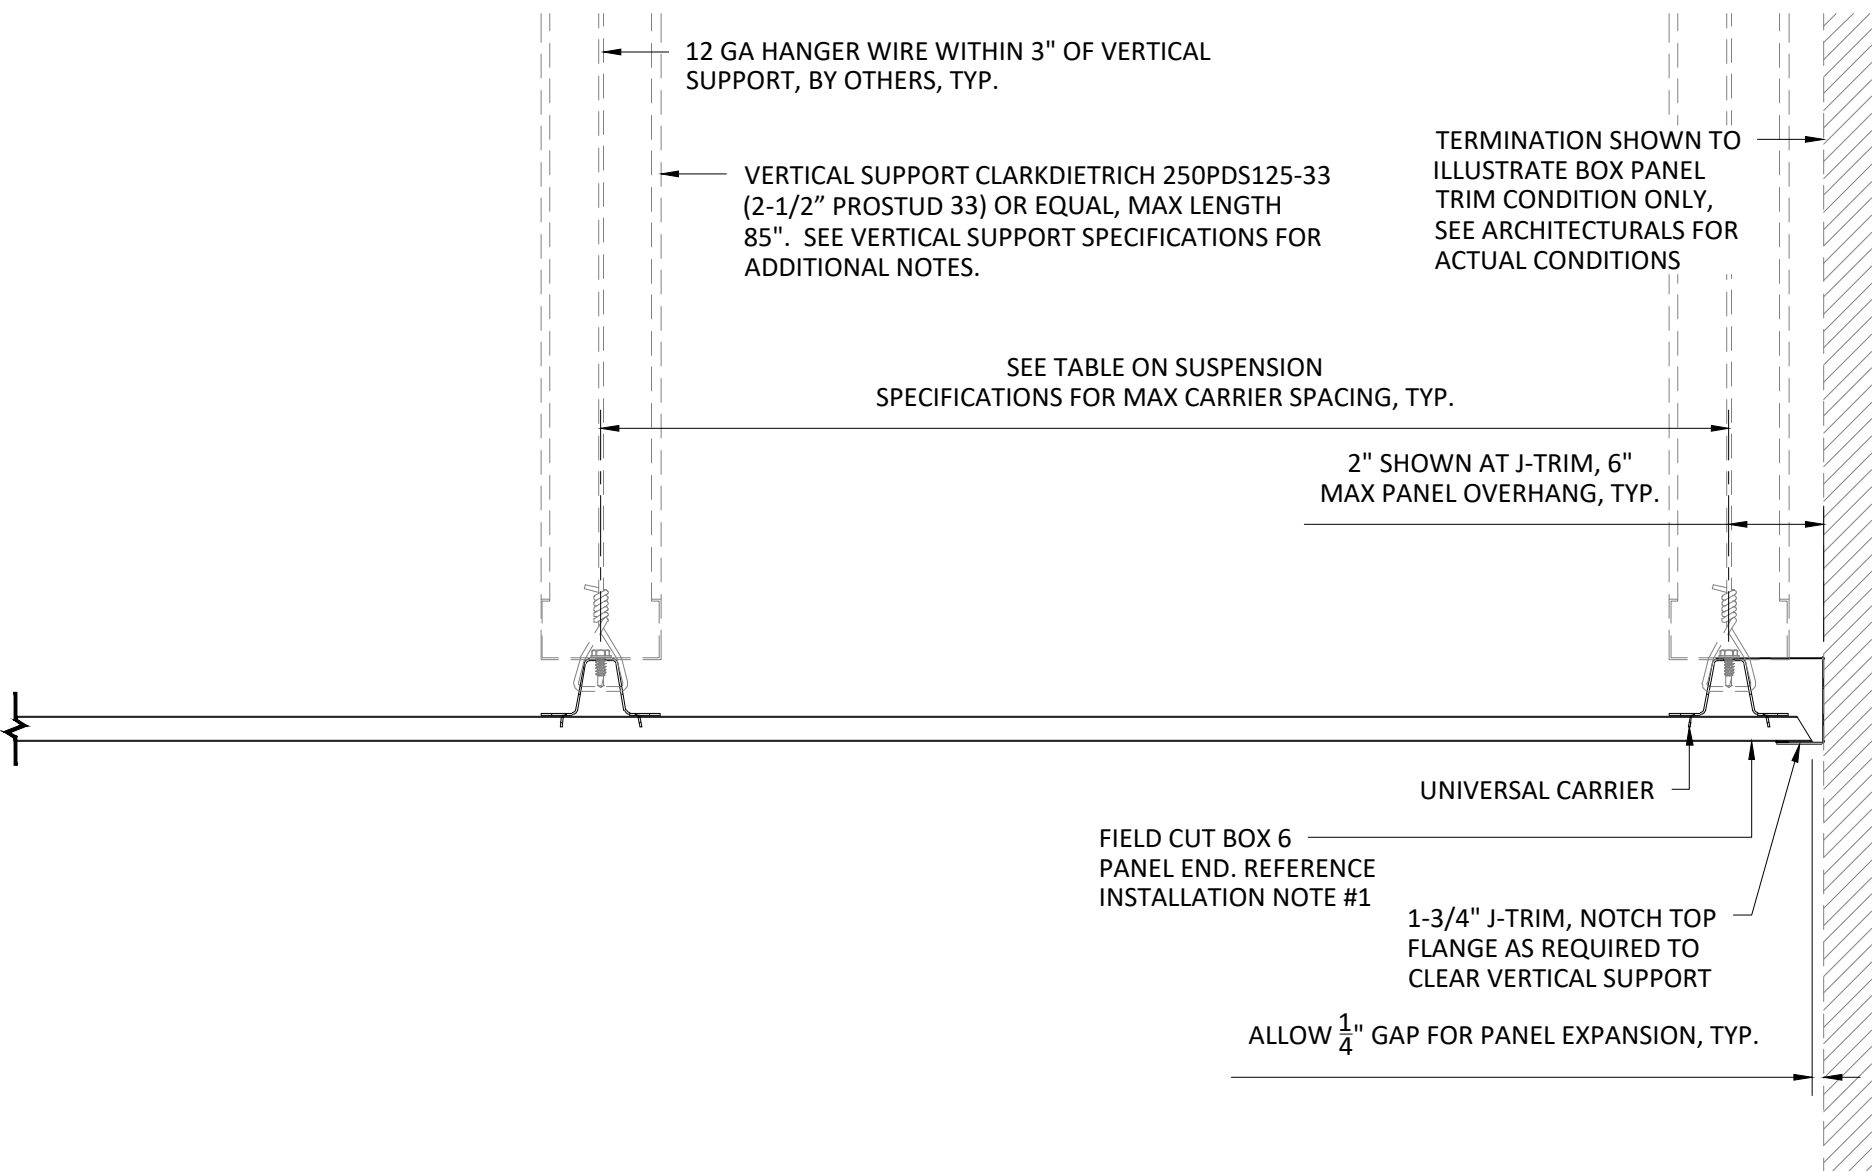 12 GA HANGER WIRE WITHIN 3" OF VERTICAL
SUPPORT, BY OTHERS, TYP.
VERTICAL SUPPORT CLARKDIETRICH 250PDS125-33
(2-1/2” PROSTUD 33) OR EQUAL, MAX LENGTH
85". SEE VERTICAL SUPPORT SPECIFICATIONS FOR
ADDITIONAL NOTES.
TERMINATION SHOWN TO
ILLUSTRATE BOX PANEL
TRIM CONDITION ONLY,
SEE ARCHITECTURALS FOR
ACTUAL CONDITIONS
SEE TABLE ON SUSPENSION
SPECIFICATIONS FOR MAX CARRIER SPACING, TYP.
2" SHOWN AT J-TRIM, 6"
MAX PANEL OVERHANG, TYP.
UNIVERSAL CARRIER
FIELD CUT BOX 6
PANEL END. REFERENCE
INSTALLATION NOTE #1
1-3/4" J-TRIM, NOTCH TOP
FLANGE AS REQUIRED TO
CLEAR VERTICAL SUPPORT
ALLOW 1/4" GAP FOR PANEL EXPANSION, TYP.